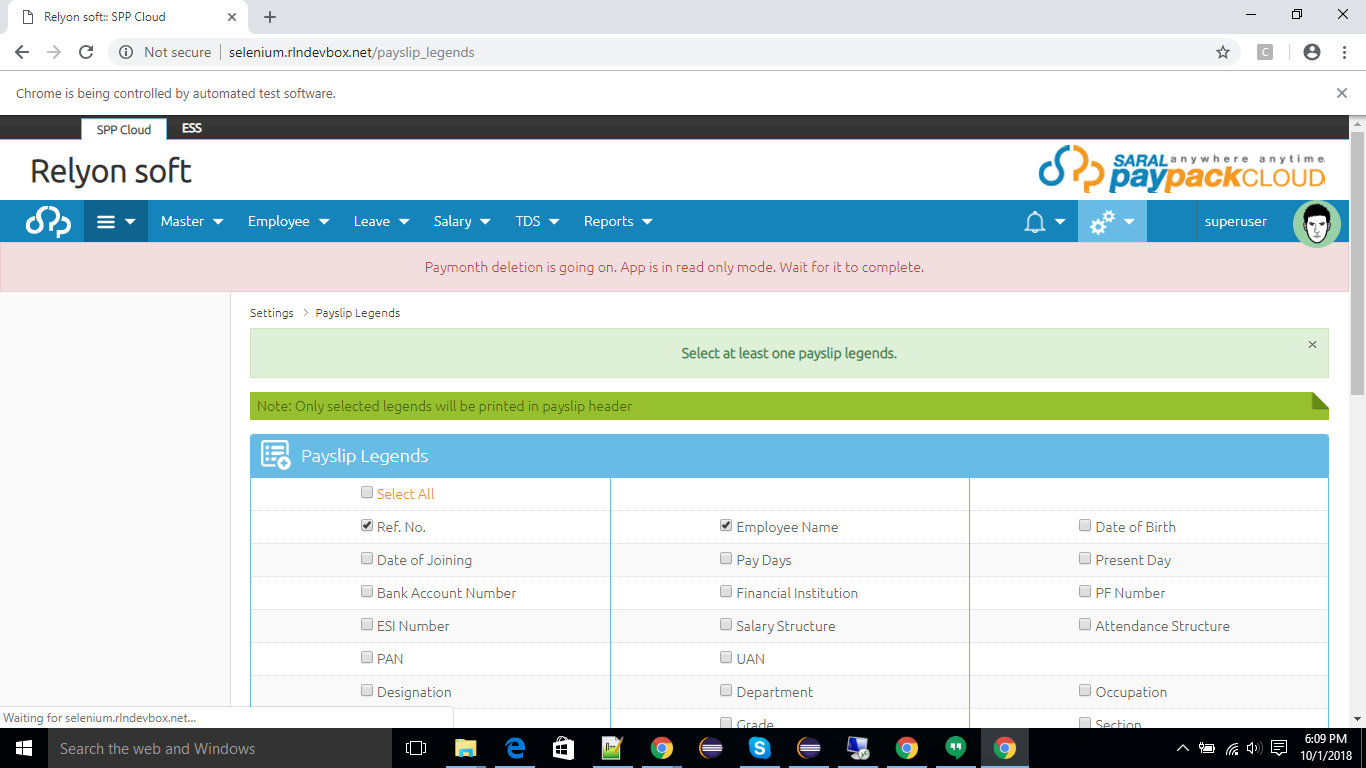 Relyon soft:: SPP Cloud
Not secure selenium.rlndevbox.net/payslip_legends
C
Chrome is being controlled by automated test software.
SPP Cloud ESS
Relyon soft
SARAL anywhere anytime
paypackCLOUD
Master Employee Leave Salary TDS Reports superuser
Paymonth deletion is going on. App is in read only mode. Wait for it to complete.
Settings > Payslip Legends
Select at least one payslip legends.
Note: Only selected legends will be printed in payslip header
Payslip Legends
Select All
Ref. No. Employee Name Date of Birth
Date of Joining Pay Days Present Day
Bank Account Number Financial Institution PF Number
ESI Number Salary Structure Attendance Structure
PAN UAN
Designation Department Occupation
Grade Section
Waiting for selenium.rlndevbox.net...
Search the web and Windows
6:09 PM
10/1/2018